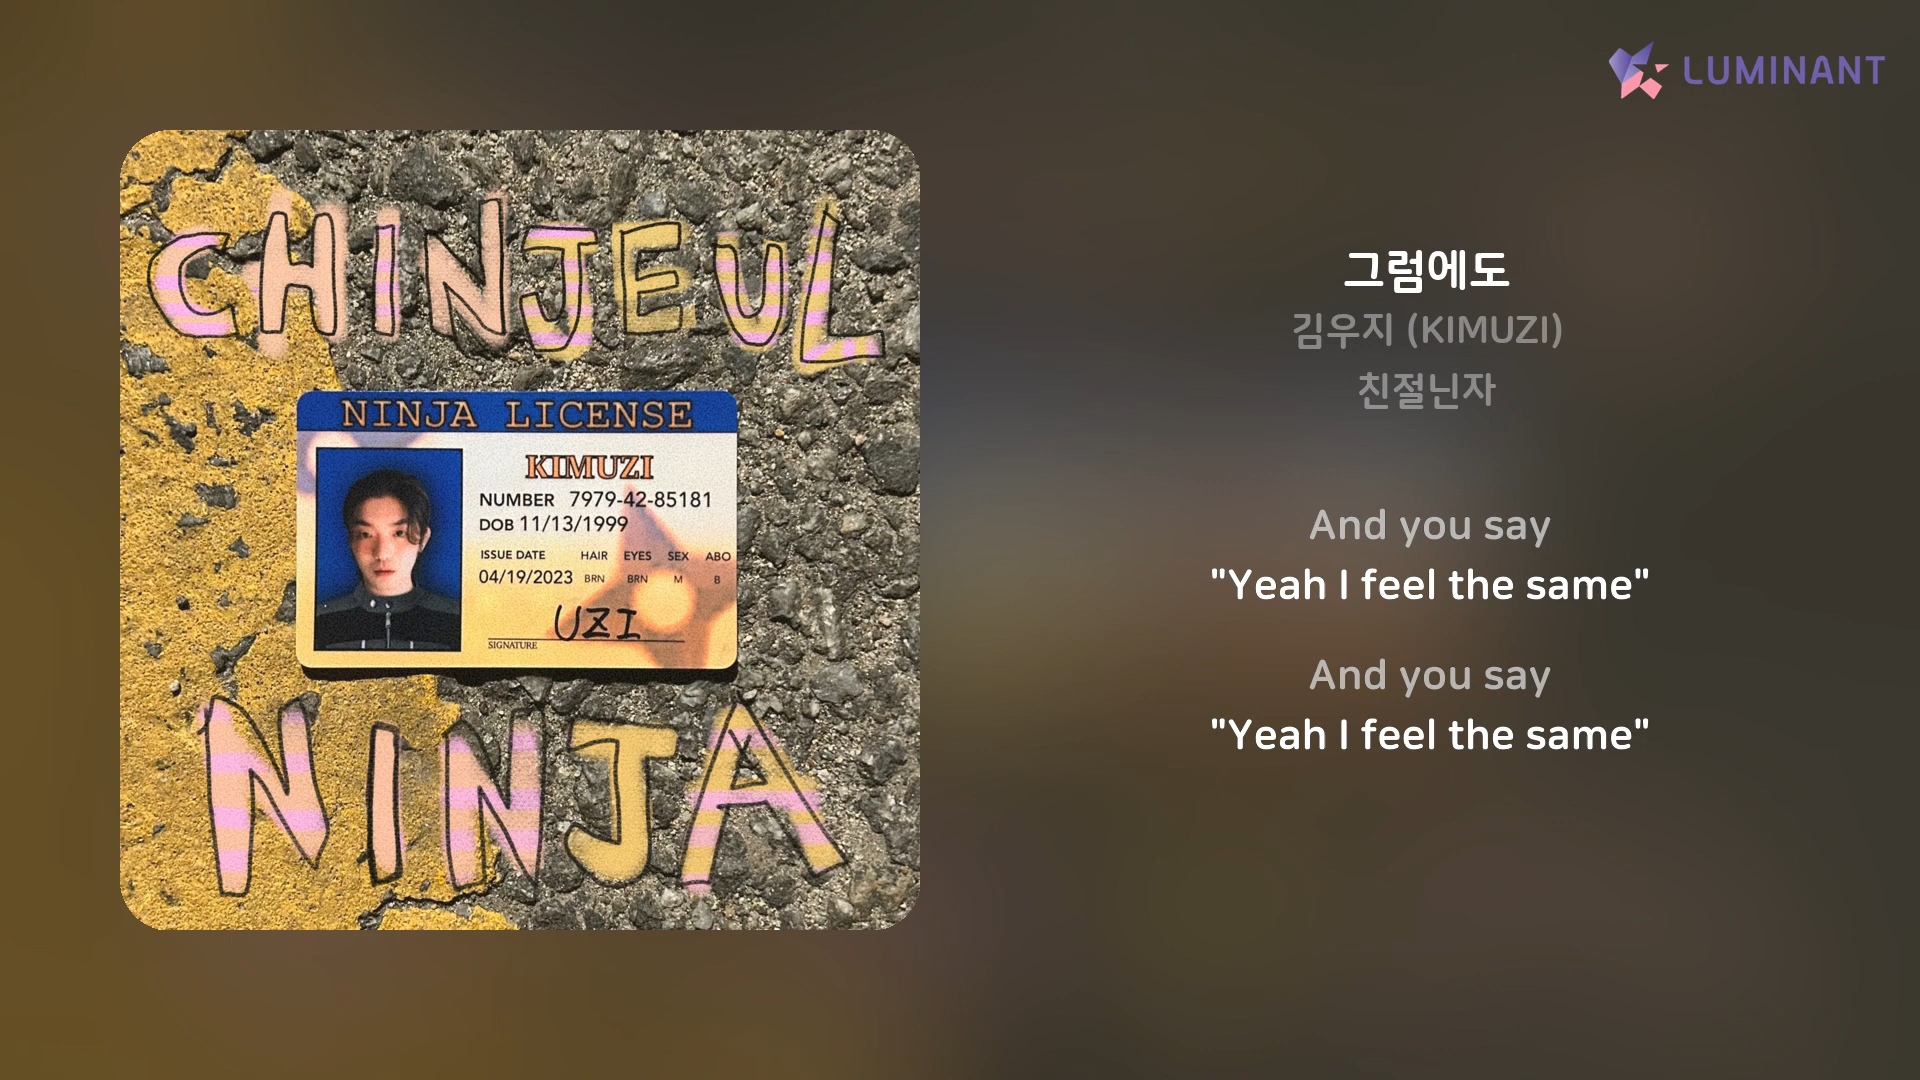 LUMINANT
CHINJEUL
NINJA LICENSE
KIMUZI
NUMBER 7979-42-85181
DOB 11/13/1999
ISSUE DATE HAIR EYES SEX ABO
04/19/2023 BRN BRN M B
UZI
SIGNATURE
NINJA
그럼에도
김우지 (KIMUZI)
친절닌자
And you say
"Yeah I feel the same"
And you say
"Yeah I feel the same"